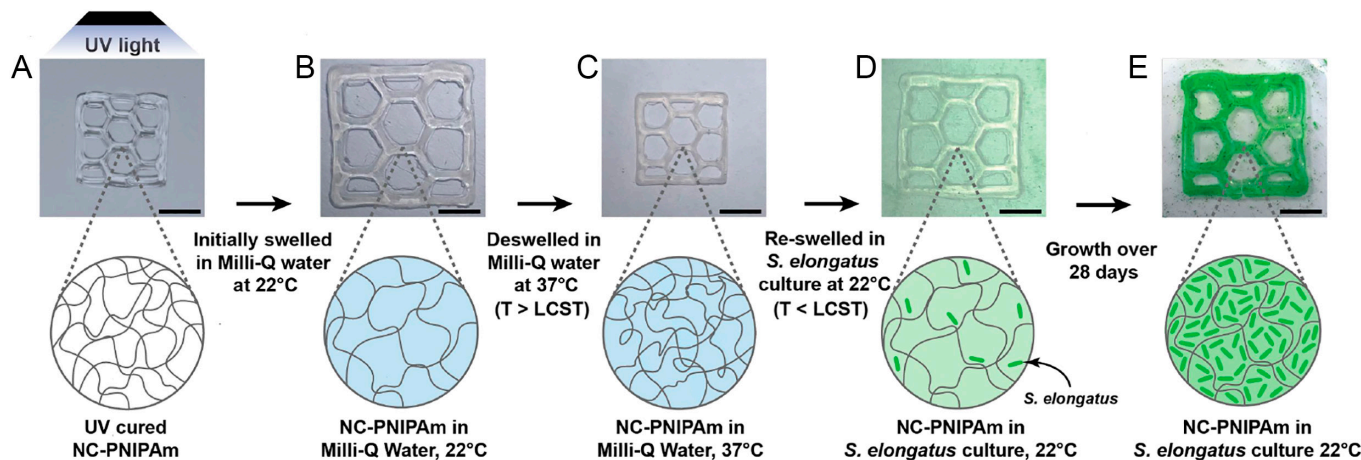 UV light
A
B
C
D
E
Initially swelled
in Milli-Q water
at 22°C
Deswelled in
Milli-Q water
at 37°C
(T > LCST)
Re-swelled in
S. elongatus
culture at 22°C
(T < LCST)
Growth over
28 days
S. elongatus
UV cured
NC-PNIPAm
NC-PNIPAm in
Milli-Q Water, 22°C
NC-PNIPAm in
Milli-Q Water, 37°C
NC-PNIPAm in
S. elongatus culture, 22°C
NC-PNIPAm in
S. elongatus culture 22°C